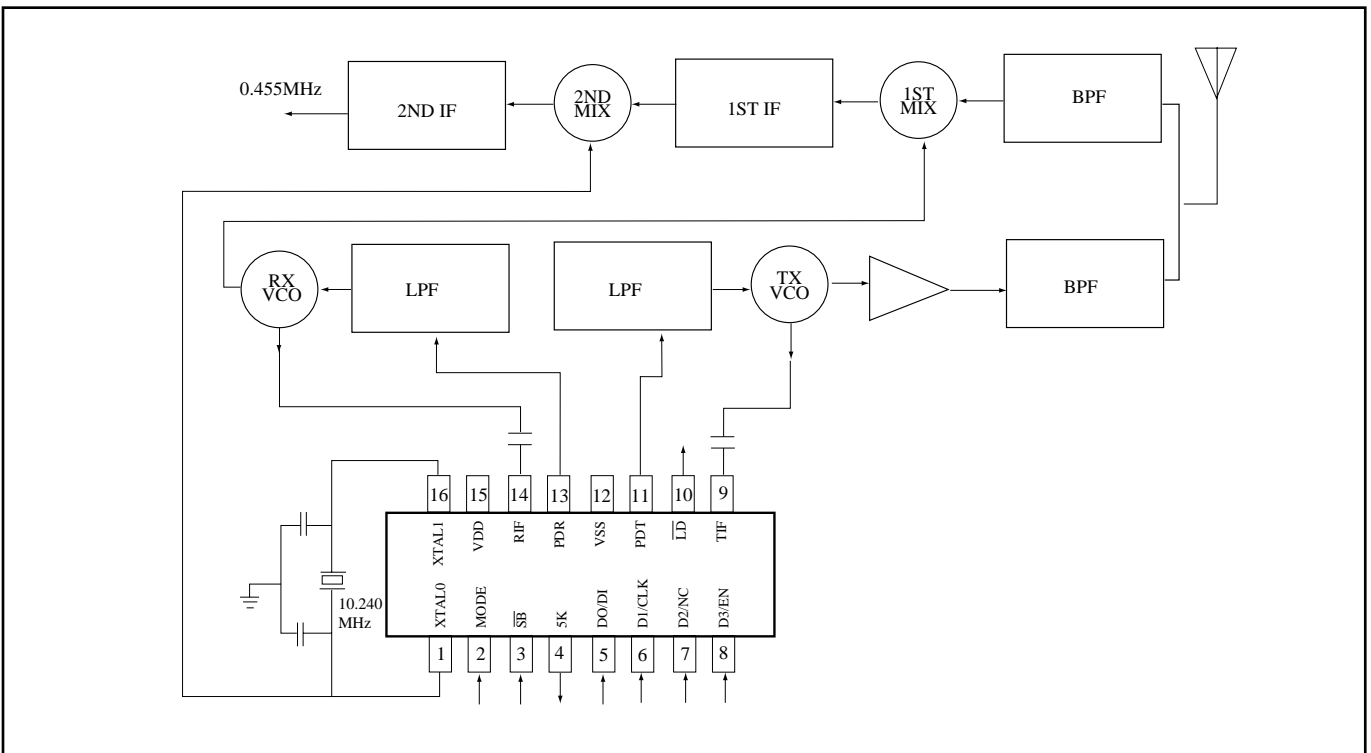 0.455MHz
2ND IF
2ND
MIX
1ST IF
1ST
MIX
BPF
RX
VCO
LPF
LPF
TX
VCO
BPF
16
15
14
13
12
11
10
9
XTAL1
VDD
RIF
PDR
VSS
PDT
LD
TIF
10.240
MHz
XTAL0
MODE
SB
5K
DO/DI
D1/CLK
D2/NC
D3/EN
1
2
3
4
5
6
7
8